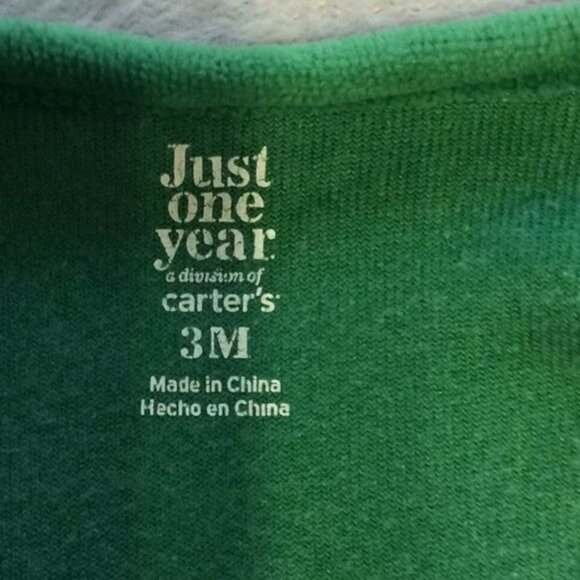 Just
one
year.
a division of
carter's
3M
Made in China
Hecho en China